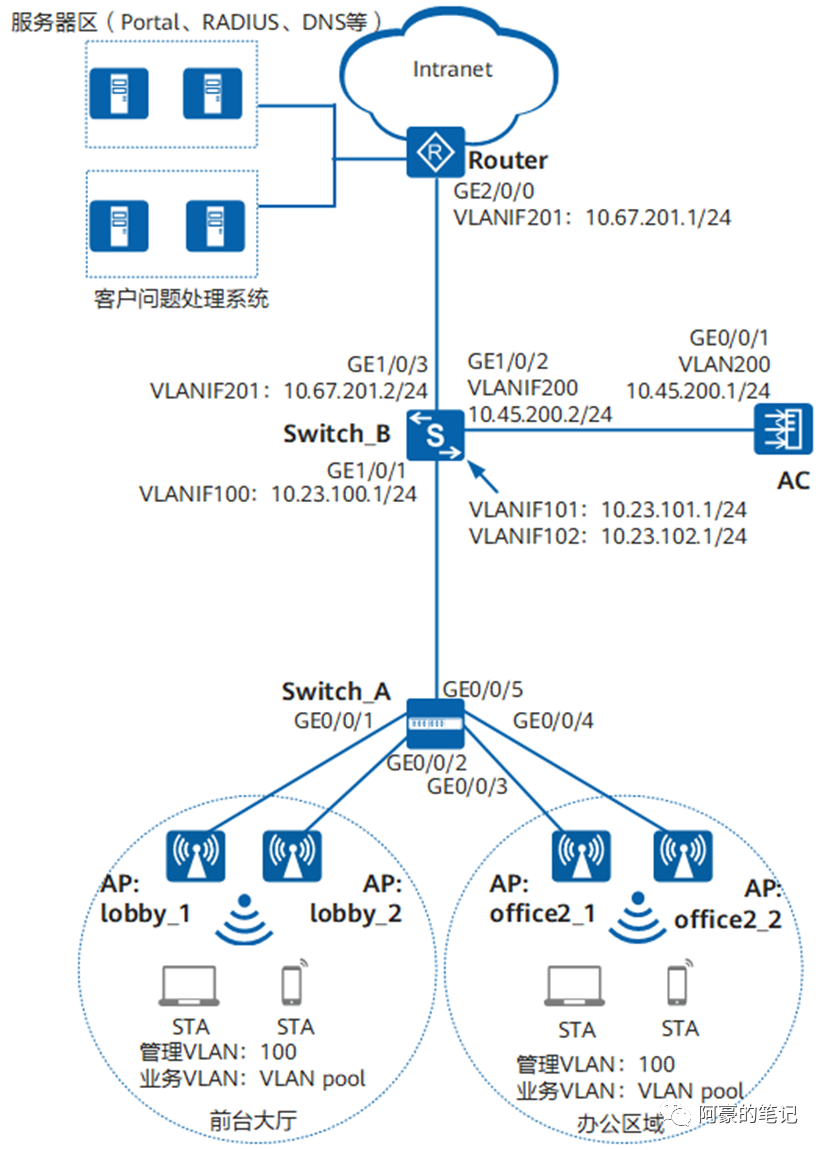 服务器区（Portal、RADIUS、DNS等）
Intranet
Router
GE2/0/0
VLANIF201：10.67.201.1/24
客户问题处理系统
GE0/0/1
VLAN200
10.45.200.1/24
GE1/0/3
VLANIF201：10.67.201.2/24
GE1/0/2
VLANIF200
10.45.200.2/24
Switch_B
S
AC
GE1/0/1
VLANIF100：10.23.100.1/24
VLANIF101：10.23.101.1/24
VLANIF102：10.23.102.1/24
Switch_A
GE0/0/5
GE0/0/1
GE0/0/4
GE0/0/2
GE0/0/3
AP:
lobby_1
AP:
lobby_2
AP:
office2_1
AP:
office2_2
STA
STA
管理VLAN：100
业务VLAN：VLAN pool
前台大厅
STA
STA
管理VLAN：100
业务VLAN：VLAN pool
办公区域
阿豪的笔记
R